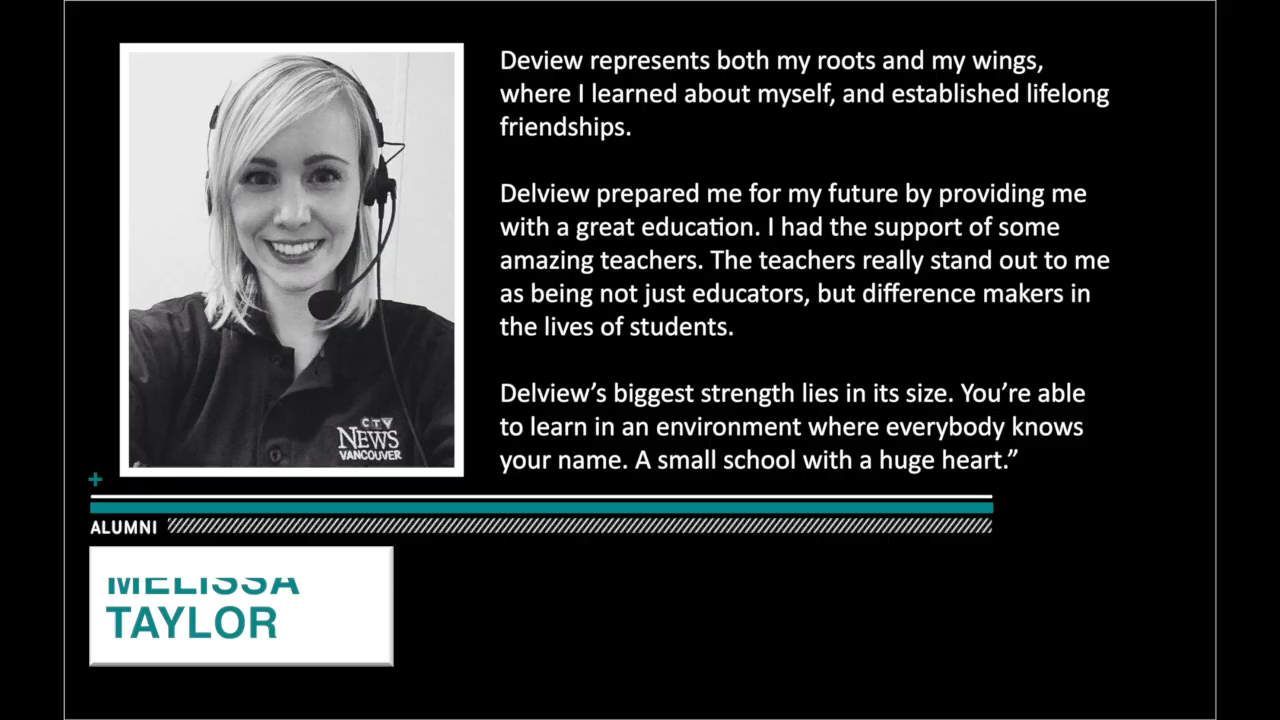 Deview represents both my roots and my wings,
where I learned about myself, and established lifelong
friendships.
Delview prepared me for my future by providing me
with a great education. I had the support of some
amazing teachers. The teachers really stand out to me
as being not just educators, but difference makers in
the lives of students.
Delview’s biggest strength lies in its size. You’re able
to learn in an environment where everybody knows
your name. A small school with a huge heart.”
CTV
NEWS
VANCOUVER
ALUMNI
MELISSA
TAYLOR